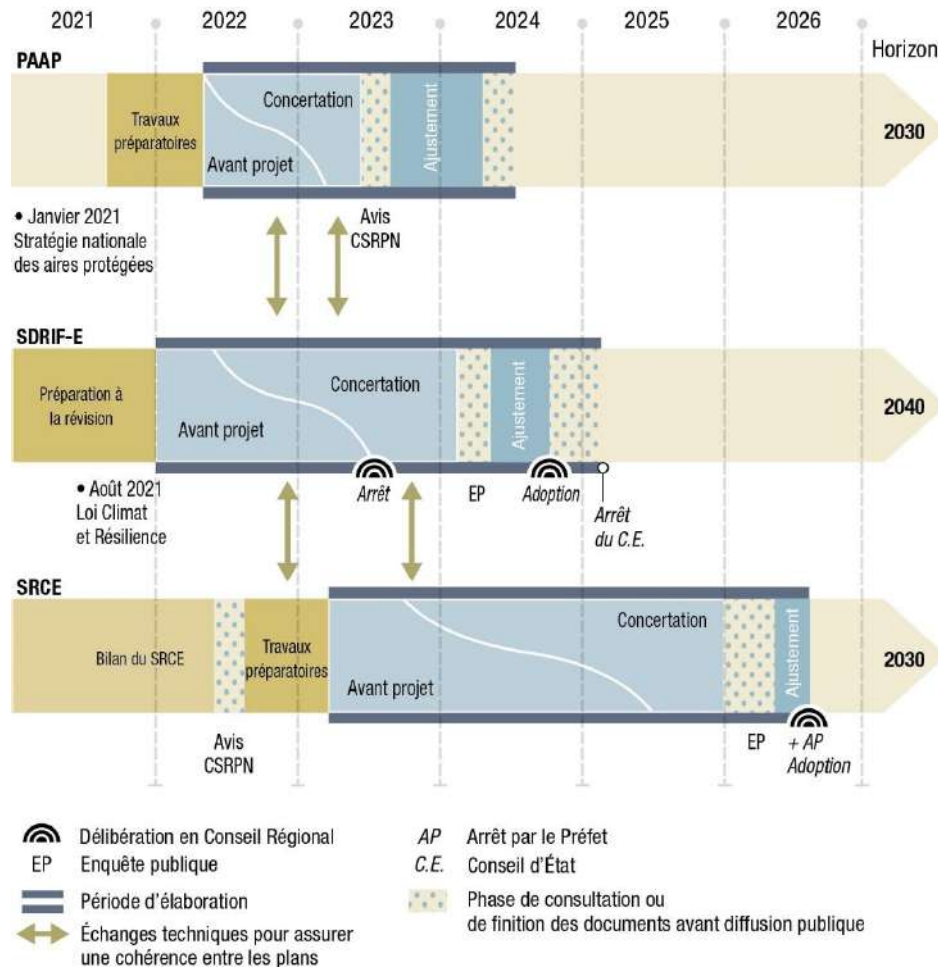 2021
2022
2023
2024
2025
2026
Horizon
PAAP
Travaux
préparatoires
Concertation
Avant projet
Ajustement
2030
• Janvier 2021
Stratégie nationale
des aires protégées
Avis
CSRPN
SDRIF-E
Préparation à
la révision
Concertation
Avant projet
Ajustement
2040
• Août 2021
Loi Climat
et Résilience
Arrêt
EP
Adoption
Arrêt
du C.E.
SRCE
Bilan du SRCE
Travaux
préparatoires
Concertation
Avant projet
Ajustement
2030
Avis
CSRPN
EP
+ AP
Adoption
Délibération en Conseil Régional
EP Enquête publique
Période d'élaboration
Échanges techniques pour assurer
une cohérence entre les plans
AP Arrêt par le Préfet
C.E. Conseil d'État
Phase de consultation ou
de finition des documents avant diffusion publique